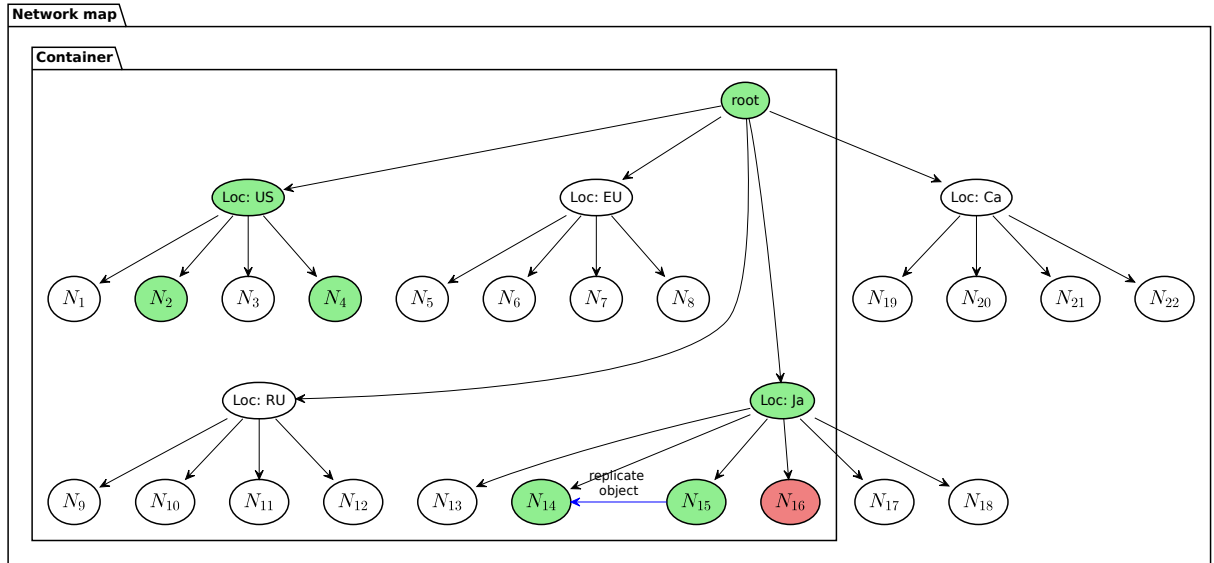 Network map
Container
root
Loc: US
Loc: EU
Loc: Ca
N1
N2
N3
N4
N5
N6
N7
N8
N19
N20
N21
N22
Loc: RU
Loc: Ja
replicate
object
N9
N10
N11
N12
N13
N14
N15
N16
N17
N18